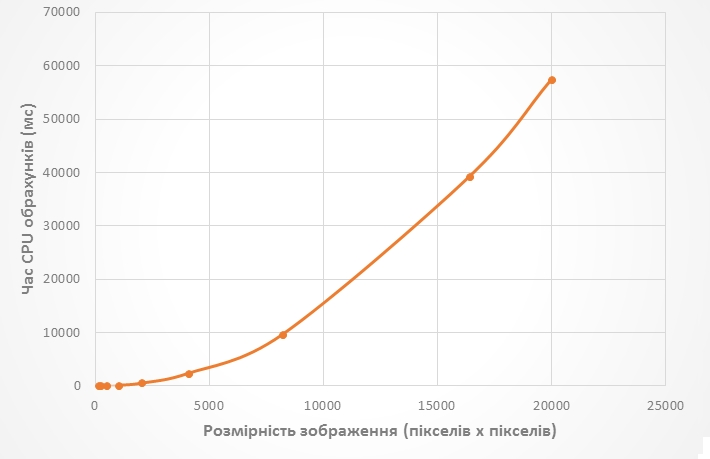 70000
60000
50000
40000
30000
20000
10000
0
Час CPU обрахунків (мс)
0 5000 10000 15000 20000 25000
Розмірність зображення (пікселів х пікселів)